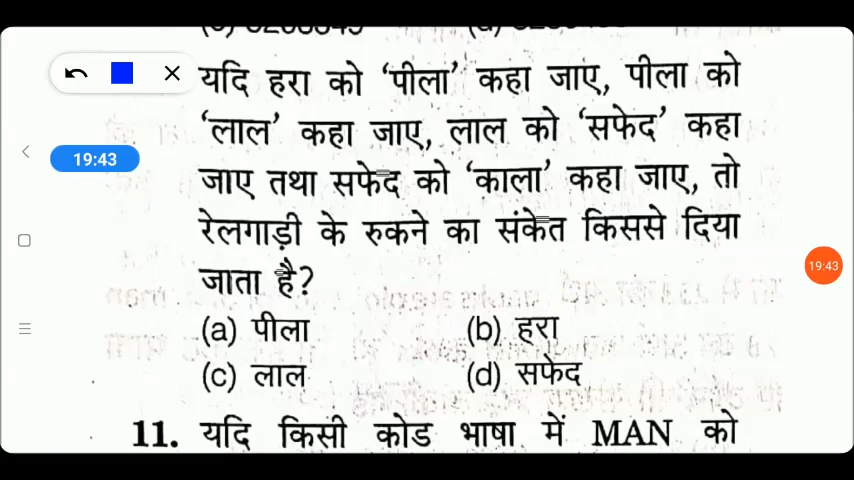 यदि हरा को 'पीला' कहा जाए, पीला को
'लाल' कहा जाए, लाल को 'सफेद' कहा
19:43
जाए तथा सफेद को 'काला' कहा जाए, तो
रेलगाड़ी के रुकने का संकेत किससे दिया
19:43
जाता है?
(a) पीला (b) हरा
(c) लाल (d) सफेद
11. यदि किसी कोड भाषा में MAN को